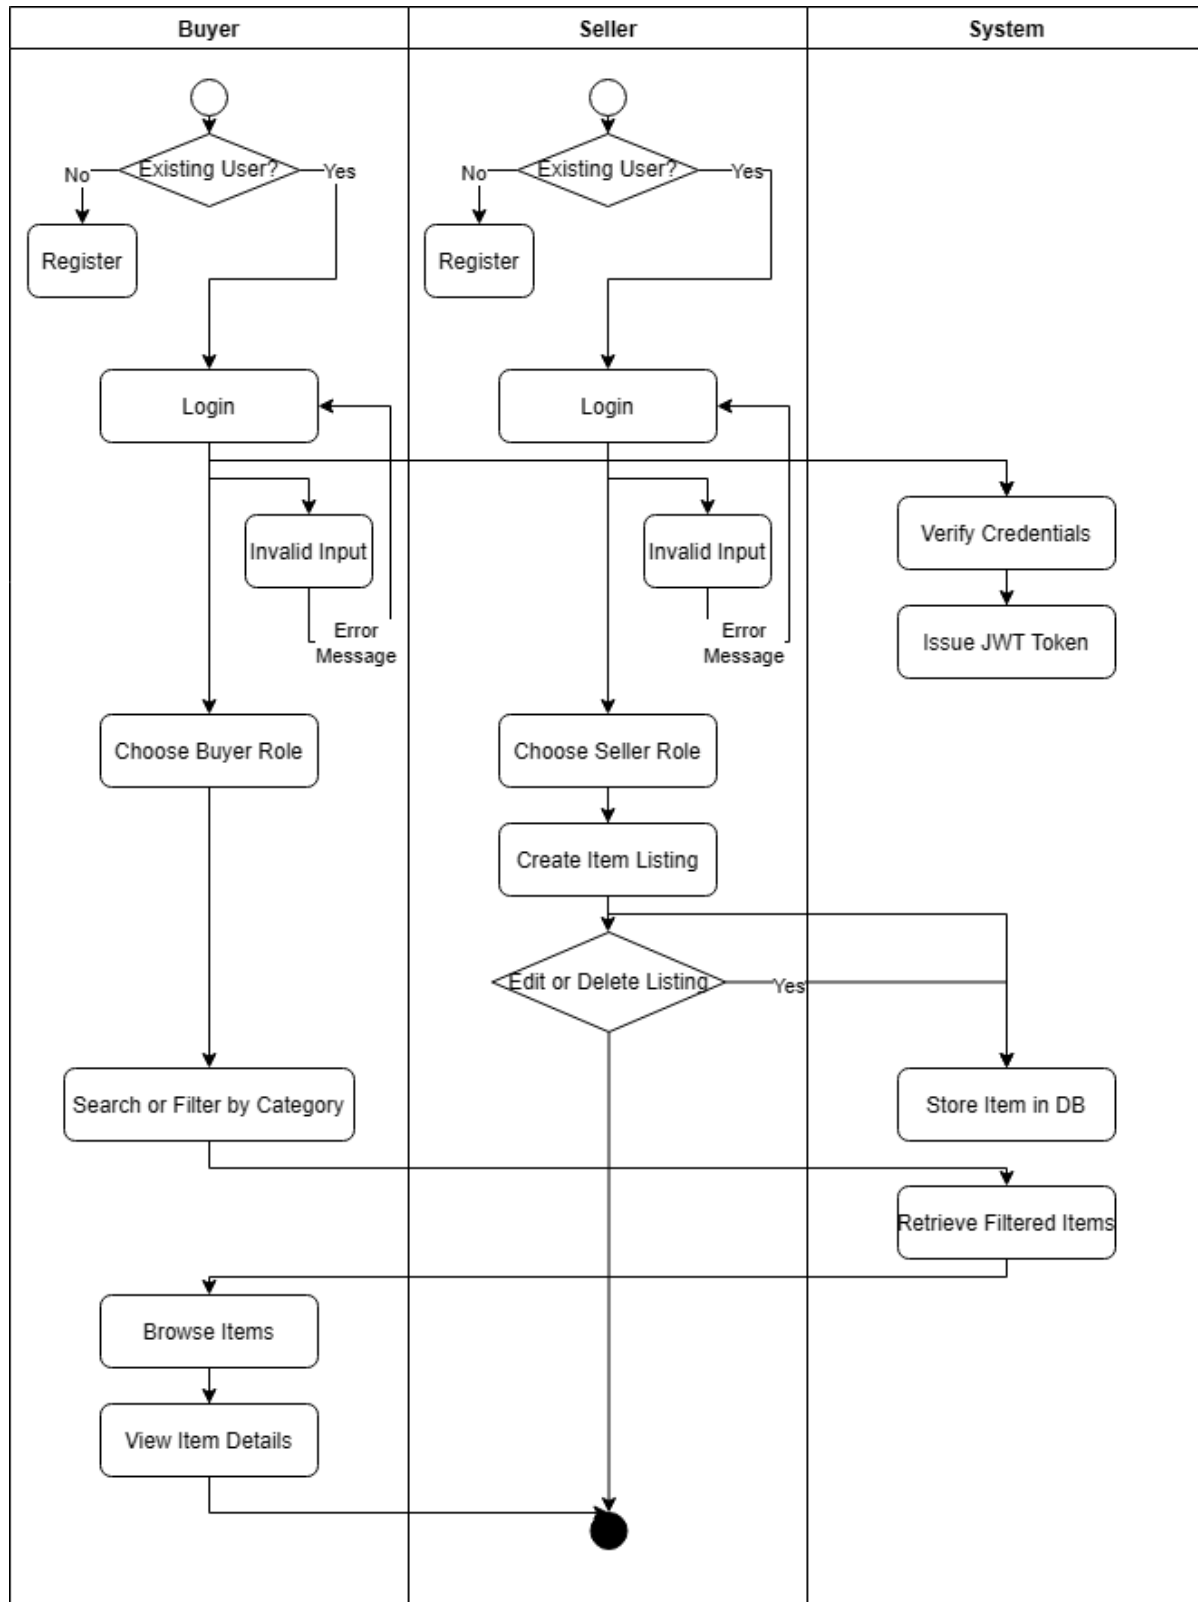 Buyer
Seller
System
Existing User?
No
Yes
Existing User?
No
Yes
Register
Register
Login
Login
Invalid Input
Invalid Input
Verify Credentials
Error
Message
Error
Message
Issue JWT Token
Choose Buyer Role
Choose Seller Role
Create Item Listing
Edit or Delete Listing
Yes
Search or Filter by Category
Store Item in DB
Retrieve Filtered Items
Browse Items
View Item Details